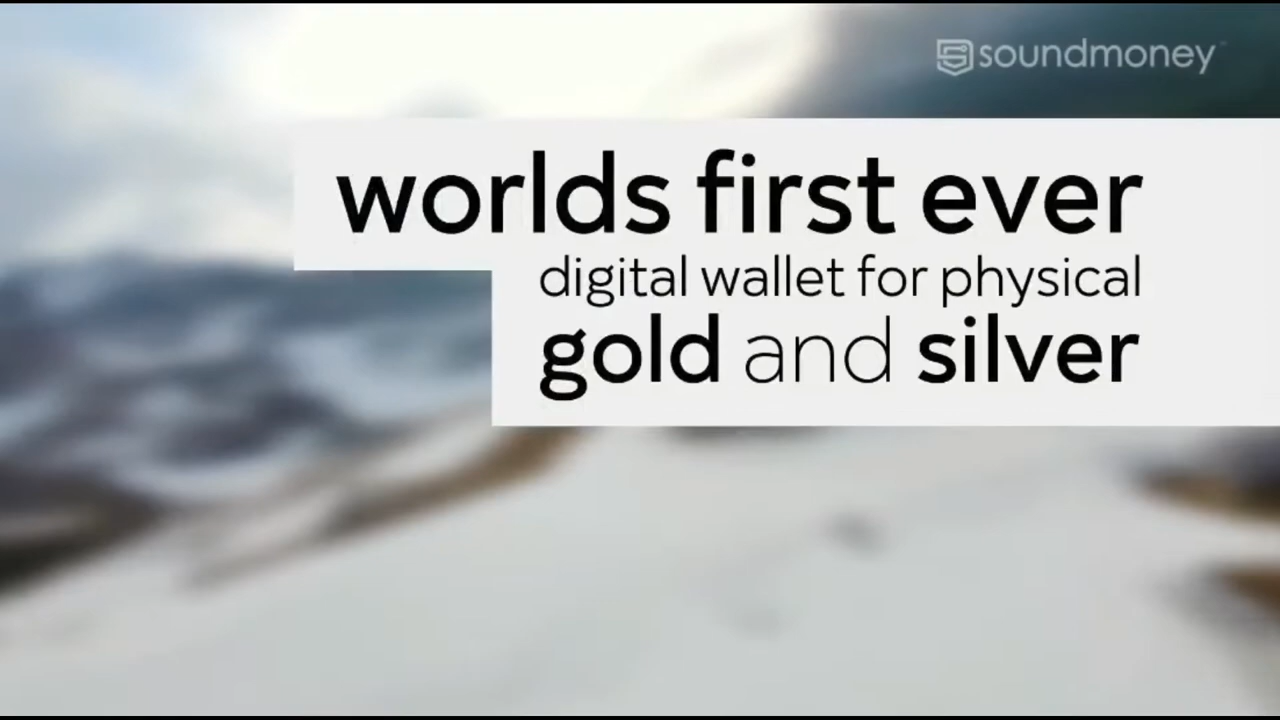 soundmoney
worlds first ever
digital wallet for physical
gold and silver